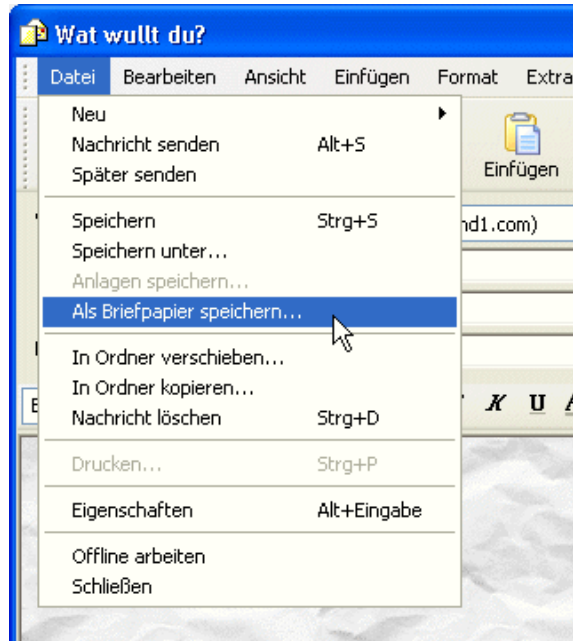 Wat wullt du?
Datei Bearbeiten Ansicht Einfügen Format Extra
Neu
Nachricht senden Alt+S
Später senden
Einfügen
Speichern Strg+S
nd1.com)
Speichern unter...
Anlagen speichern...
Als Briefpapier speichern...
In Ordner verschieben...
In Ordner kopieren...
K U
Nachricht löschen Strg+D
Drucken... Strg+P
Eigenschaften Alt+Eingabe
Offline arbeiten
Schließen